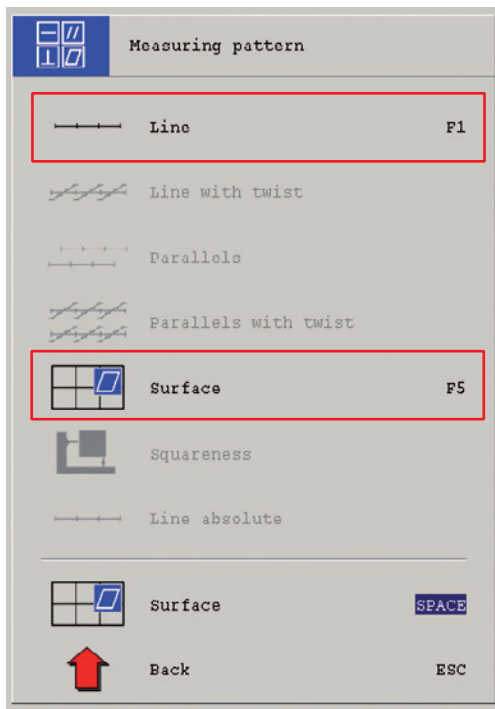 Measuring pattern
Line F1
Line with twist
Parallels
Parallels with twist
Surface F5
Squareness
Line absolute
Surface SPACE
Back ESC